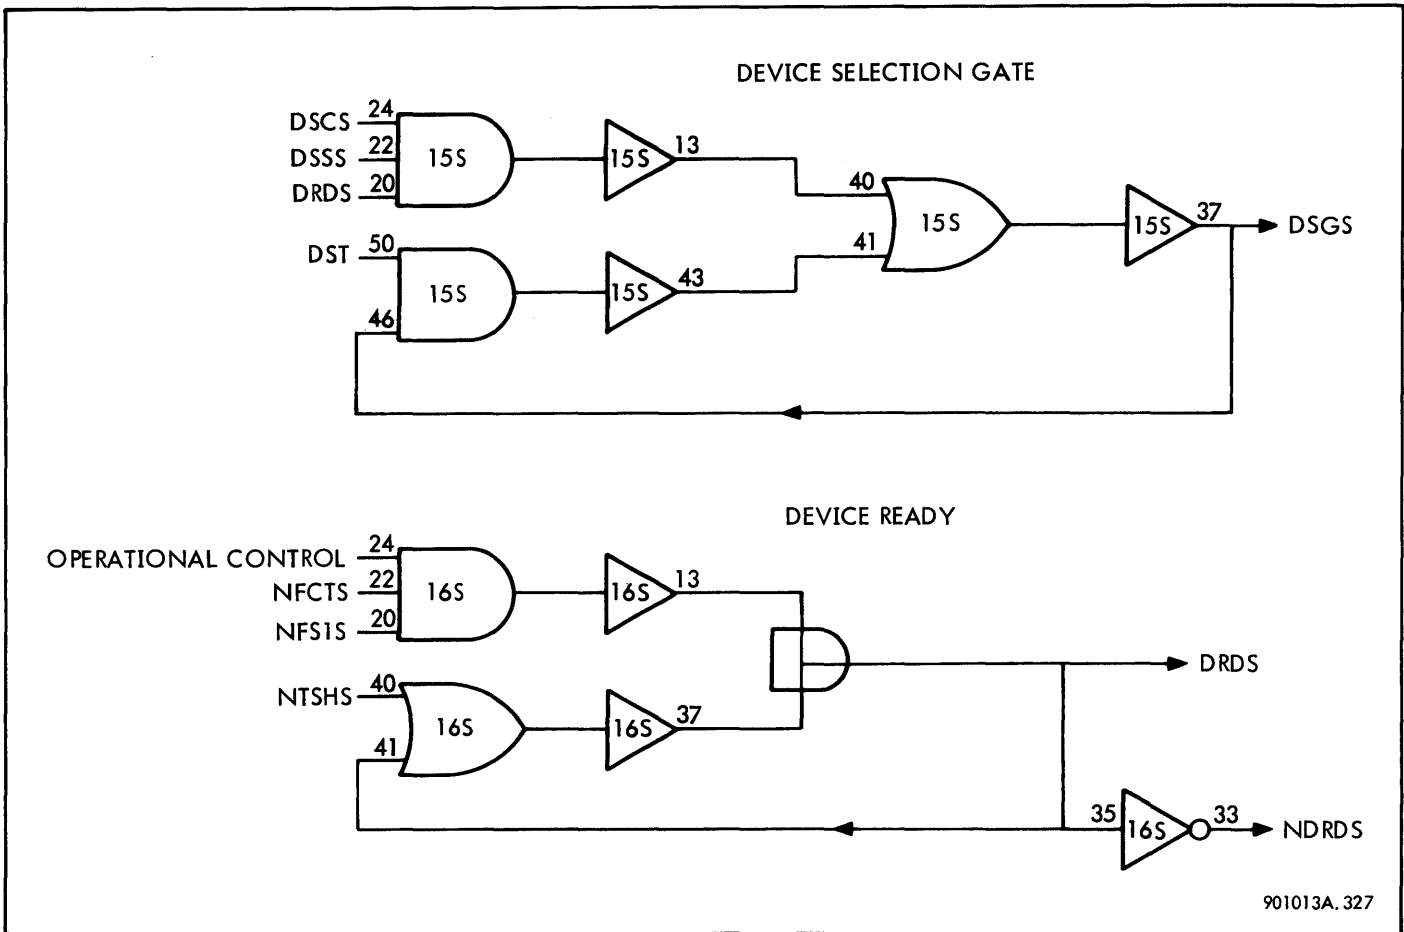 DEVICE SELECTION GATE
DSCS 24
DSSS 22
DRDS 20
15S
15S
13
DST 50
46
15S
15S
43
40
41
15S
15S
37
DSGS
DEVICE READY
OPERATIONAL CONTROL 24
NFCTS 22
NFS1S 20
16S
16S
13
NTSHS 40
41
16S
16S
37
DRDS
35
16S
33
NDRDS
901013A.327